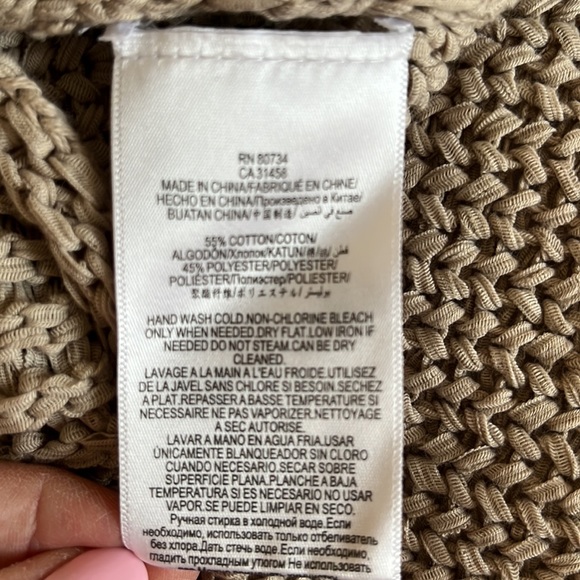 RN 80734
CA 31458
MADE IN CHINA/FABRIQUÉ EN CHINE/
HECHO EN CHINA/Произведено в Китае/
BUATAN CHINA/中国制造/صنع في الصين/
55% COTTON/COTON/
ALGODÓN/Хлопок/KATUN/棉/قطن/
45% POLYESTER/POLYESTER/
POLIÉSTER/Полиэстер/POLIESTER/
聚酯纤维/ポリエステル/بوليستر/
HAND WASH COLD.NON-CHLORINE BLEACH
ONLY WHEN NEEDED.DRY FLAT.LOW IRON IF
NEEDED DO NOT STEAM.CAN BE DRY
CLEANED.
LAVAGE A LA MAIN A L'EAU FROIDE.UTILISEZ
DE LA JAVEL SANS CHLORE SI BESOIN.SECHEZ
A PLAT.REPASSER A BASSE TEMPERATURE SI
NECESSAIRE NE PAS VAPORIZER.NETTOYAGE
A SEC AUTORISE.
LAVAR A MANO EN AGUA FRIA.USAR
ÚNICAMENTE BLANQUEADOR SIN CLORO
CUANDO NECESARIO.SECAR SOBRE
SUPERFICIE PLANA.PLANCHE A BAJA
TEMPERATURA SI ES NECESARIO NO USAR
VAPOR.SE PUEDE LIMPIAR EN SECO.
Ручная стирка в холодной воде.Если
необходимо, использовать только отбеливатель
без хлора.Дать стечь воде.Если необходимо,
гладить прохладным утюгом Не использовать